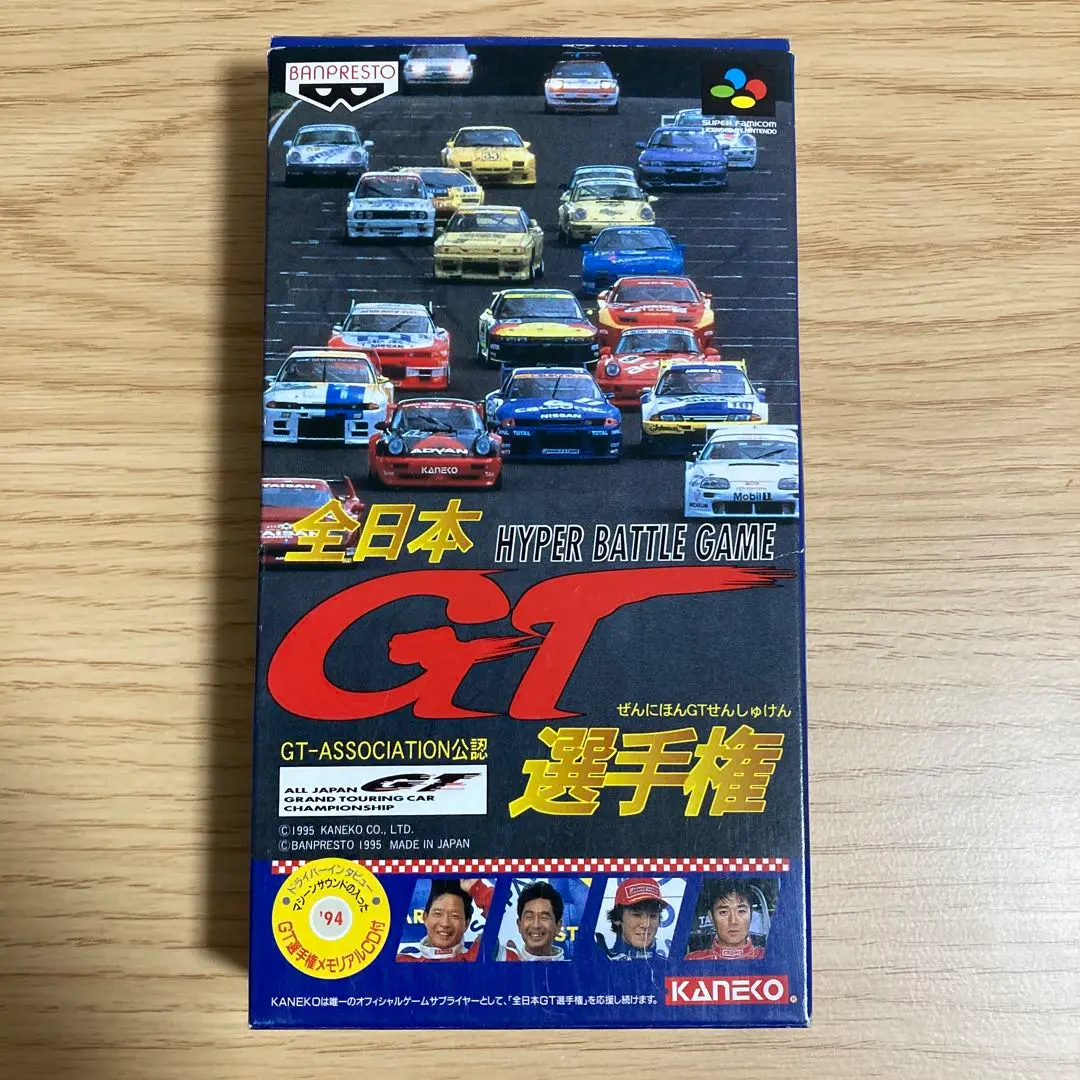 BANPRESTO
SUPER Famicom
LICENSED BY NINTENDO
NISSAN
CALSONIC
NISSAN
TOTAL
TOTAL
ADVAN
KANEKO
Mobil 1
TAISAN
TAISAN
全日本
HYPER BATTLE GAME
GT
ぜんにほんGTせんしゅけん
選手権
GT-ASSOCIATION公認
ALL JAPAN GT
GRAND TOURING CAR
CHAMPIONSHIP
©1995 KANEKO CO., LTD.
©BANPRESTO 1995 MADE IN JAPAN
ドライバーインタビュー
マシーンサウンドの入った
'94
GT選手権メモリアルCD付
KANEKOは唯一のオフィシャルゲームサプライヤーとして、「全日本GT選手権」を応援し続けます。
KANEKO®